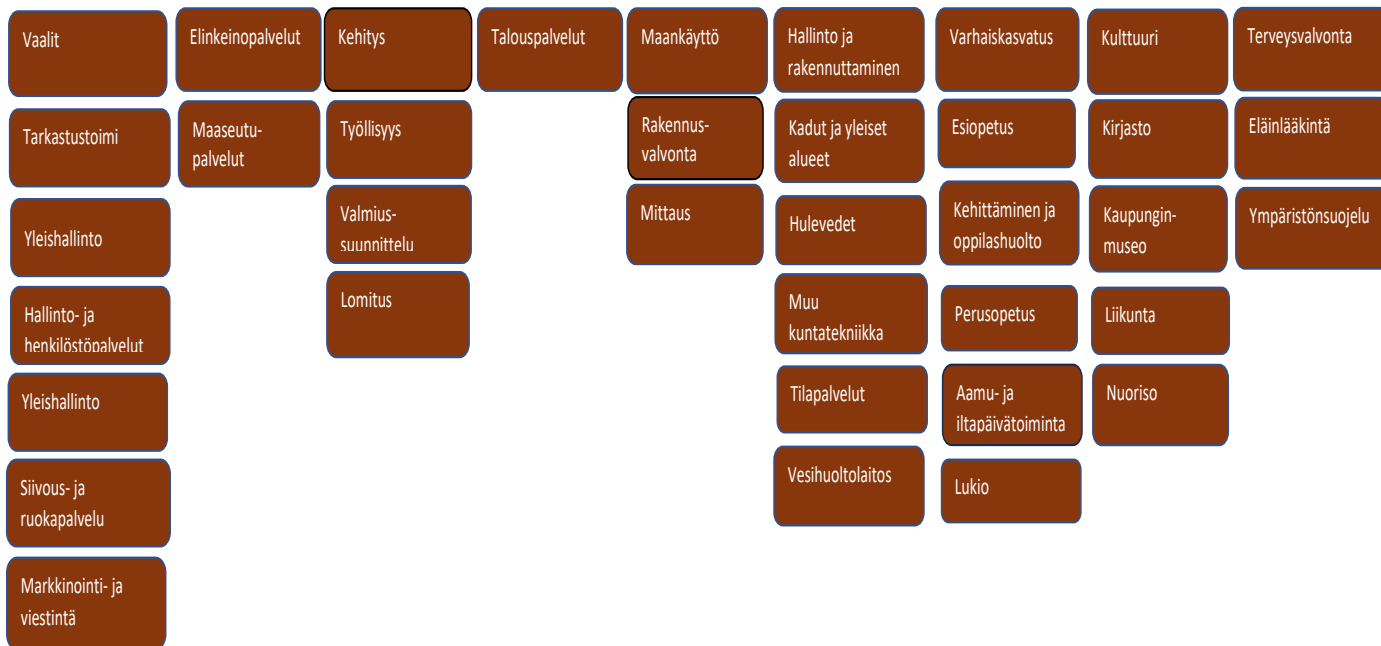 Vaalit
Tarkastustoimi
Yleishallinto
Hallinto- ja
henkilöstöpalvelut
Yleishallinto
Siivous- ja
ruokapalvelu
Markkinointi- ja
viestintä
Elinkeinopalvelut
Maaseutu-
palvelut
Kehitys
Työllisyys
Valmius-
suunnittelu
Lomitus
Talouspalvelut
Maankäyttö
Rakennus-
valvonta
Mittaus
Hallinto ja
rakennuttaminen
Kadut ja yleiset
alueet
Hulevedet
Muu
kuntatekniikka
Tilapalvelut
Vesihuoltolaitos
Varhaiskasvatus
Esiopetus
Kehittäminen ja
oppilashuolto
Perusopetus
Aamu- ja
iltapäivätoiminta
Lukio
Kulttuuri
Kirjasto
Kaupungin-
museo
Liikunta
Nuoriso
Terveysvalvonta
Eläinlääkintä
Ympäristönsuojelu